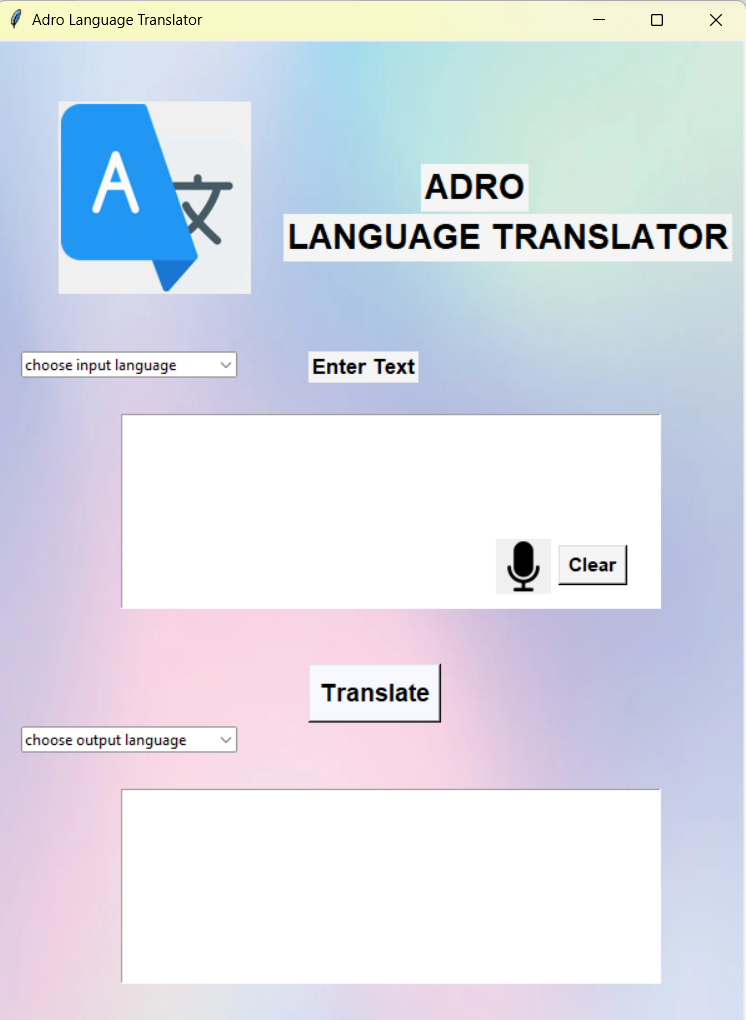 Adro Language Translator
A 文
ADRO
LANGUAGE TRANSLATOR
choose input language
Enter Text
Clear
Translate
choose output language